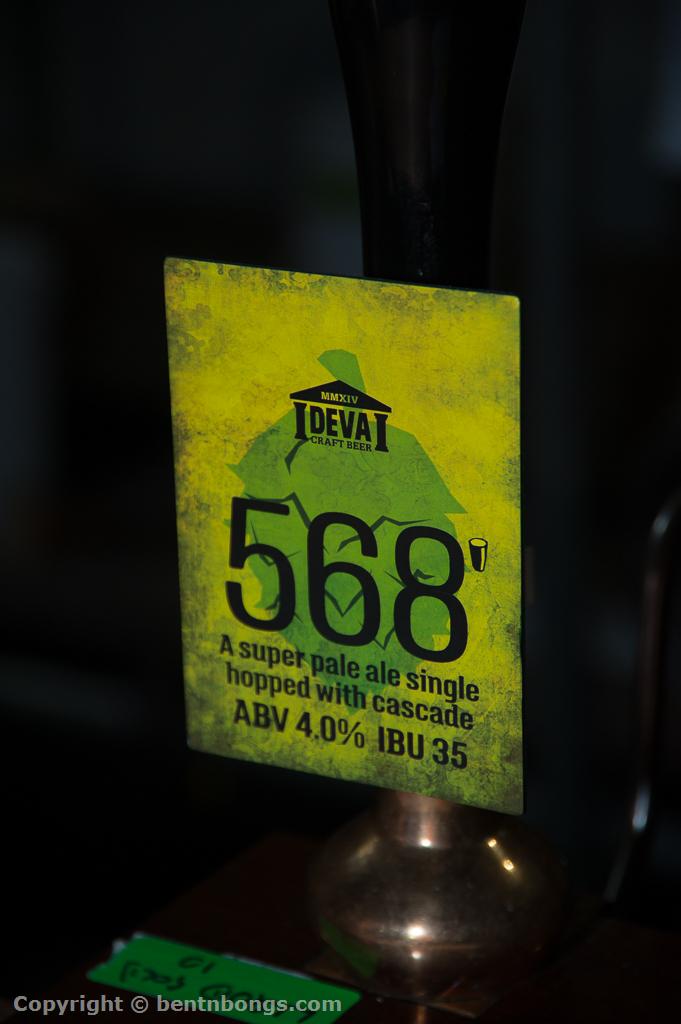 MMXIV
DEVA
CRAFT BEER
568
A super pale ale single
hopped with cascade
ABV 4.0% IBU 35
Copyright © bentnbongs.com